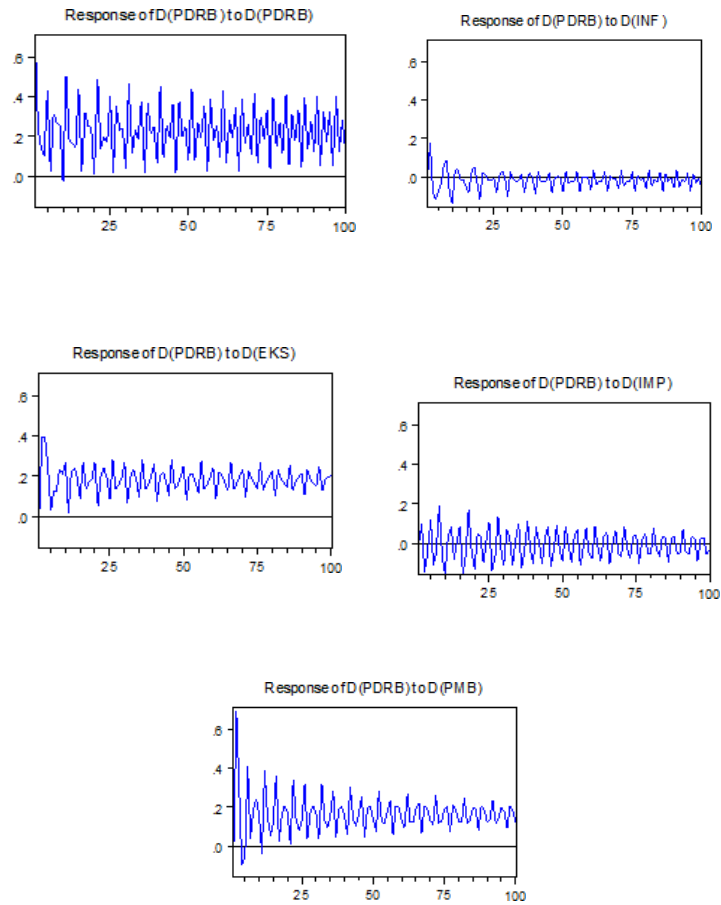 Response of D(PDRB) to D(PDRB)
.6
.4
.2
.0
25 50 75 100
Response of D(PDRB) to D(INF)
.6
.4
.2
.0
25 50 75 100
Response of D(PDRB) to D(EKS)
.6
.4
.2
.0
25 50 75 100
Response of D(PDRB) to D(IMP)
.6
.4
.2
.0
25 50 75 100
Response of D(PDRB) to D(PMB)
.6
.4
.2
.0
25 50 75 100